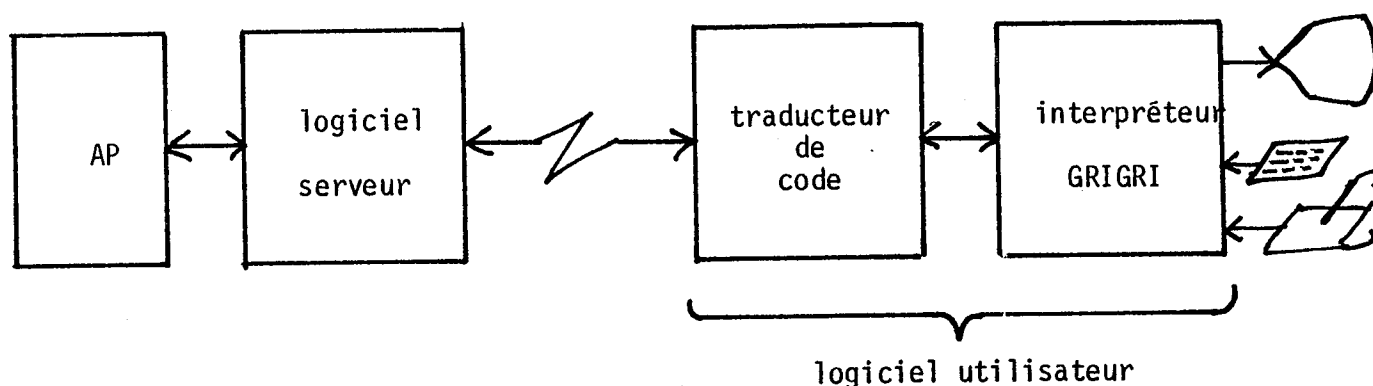 AP
logiciel
serveur
traducteur
de
code
interpréteur
GRIGRI
logiciel utilisateur